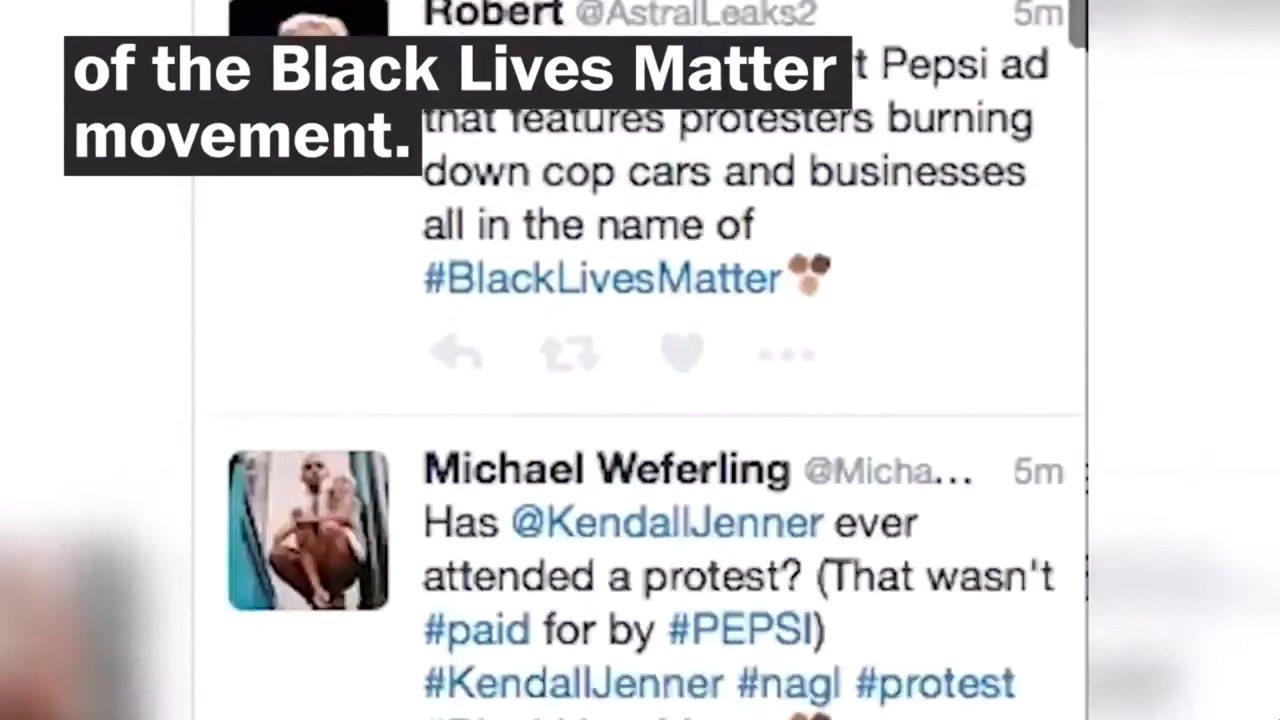 Robert @AstralLeaks2 5m
of the Black Lives Matter
movement.
t Pepsi ad
that features protesters burning
down cop cars and businesses
all in the name of
#BlackLivesMatter
Michael Weferling @Micha... 5m
Has @KendallJenner ever
attended a protest? (That wasn't
#paid for by #PEPSI)
#KendallJenner #nagl #protest